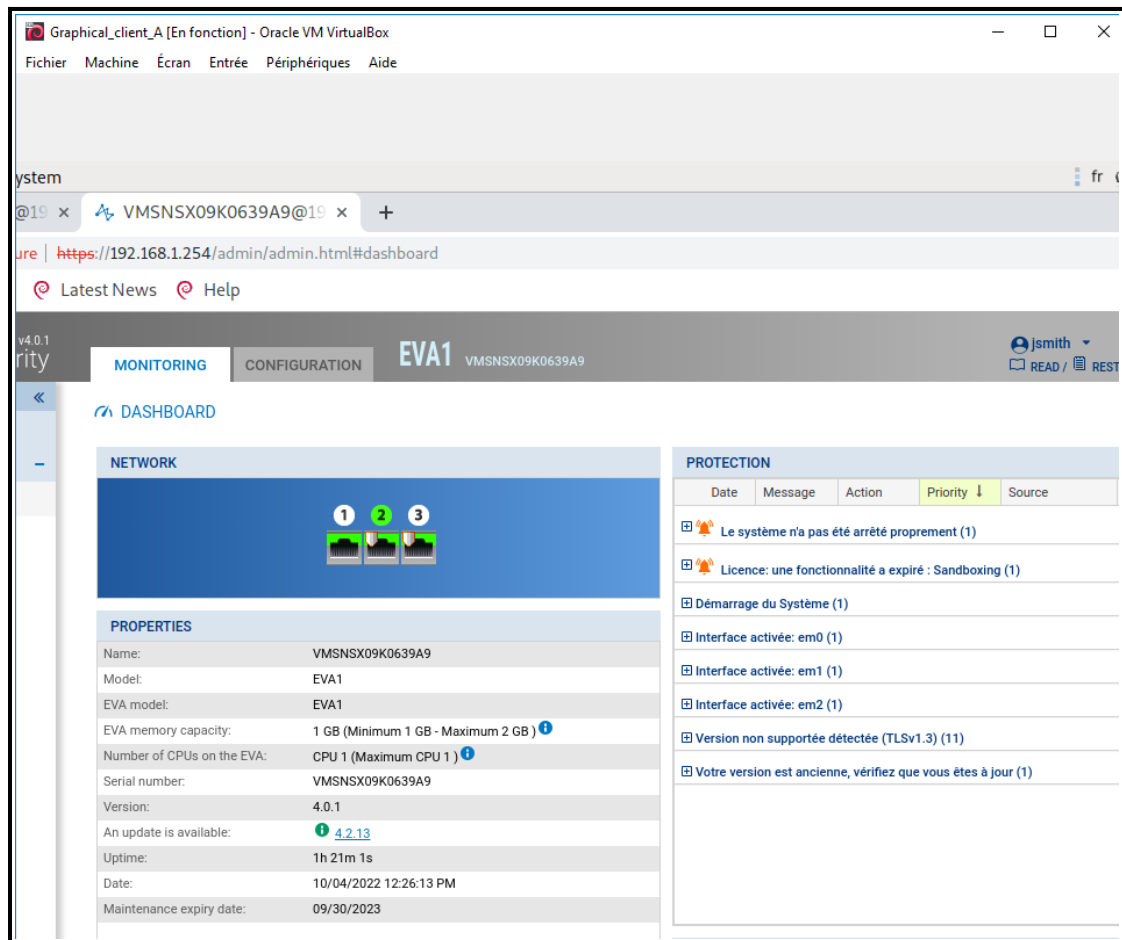 Graphical_client_A [En fonction] - Oracle VM VirtualBox
Fichier Machine Écran Entrée Périphériques Aide
ystem fr
@19 VMSNSX09K0639A9@19
ure https://192.168.1.254/admin/admin.html#dashboard
Latest News Help
v4.0.1
rity MONITORING CONFIGURATION EVA1 VMSNSX09K0639A9 jsmith
READ / REST
DASHBOARD
NETWORK
1 2 3
PROPERTIES
Name: VMSNSX09K0639A9
Model: EVA1
EVA model: EVA1
EVA memory capacity: 1 GB (Minimum 1 GB - Maximum 2 GB )
Number of CPUs on the EVA: CPU 1 (Maximum CPU 1 )
Serial number: VMSNSX09K0639A9
Version: 4.0.1
An update is available: 4.2.13
Uptime: 1h 21m 1s
Date: 10/04/2022 12:26:13 PM
Maintenance expiry date: 09/30/2023
PROTECTION
Date Message Action Priority Source
Le système n'a pas été arrêté proprement (1)
Licence: une fonctionnalité a expiré : Sandboxing (1)
Démarrage du Système (1)
Interface activée: em0 (1)
Interface activée: em1 (1)
Interface activée: em2 (1)
Version non supportée détectée (TLSv1.3) (11)
Votre version est ancienne, vérifiez que vous êtes à jour (1)